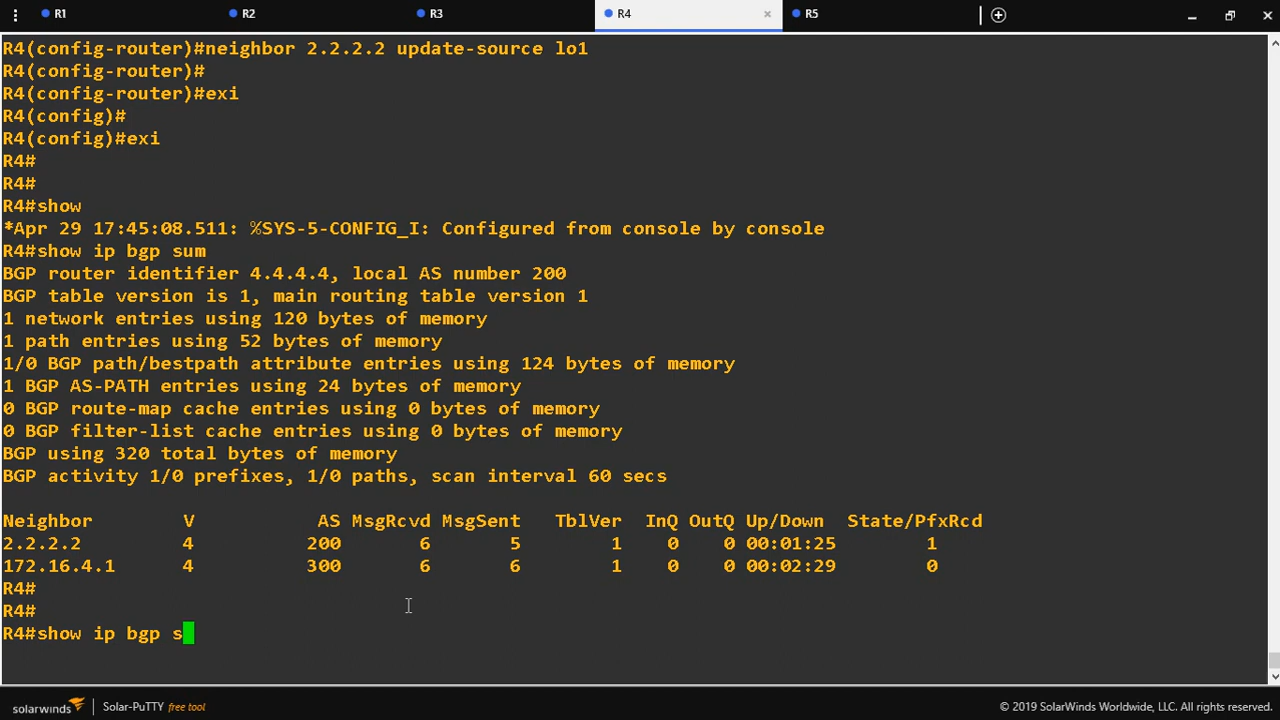 R1 R2 R3 R4 × R5
R4(config-router)#neighbor 2.2.2.2 update-source lo1
R4(config-router)#
R4(config-router)#exi
R4(config)#
R4(config)#exi
R4#
R4#
R4#show
*Apr 29 17:45:08.511: %SYS-5-CONFIG_I: Configured from console by console
R4#show ip bgp sum
BGP router identifier 4.4.4.4, local AS number 200
BGP table version is 1, main routing table version 1
1 network entries using 120 bytes of memory
1 path entries using 52 bytes of memory
1/0 BGP path/bestpath attribute entries using 124 bytes of memory
1 BGP AS-PATH entries using 24 bytes of memory
0 BGP route-map cache entries using 0 bytes of memory
0 BGP filter-list cache entries using 0 bytes of memory
BGP using 320 total bytes of memory
BGP activity 1/0 prefixes, 1/0 paths, scan interval 60 secs
Neighbor V AS MsgRcvd MsgSent TblVer InQ OutQ Up/Down State/PfxRcd
2.2.2.2 4 200 6 5 1 0 0 00:01:25 1
172.16.4.1 4 300 6 6 1 0 0 00:02:29 0
R4#
R4#
R4#show ip bgp s
solarwinds Solar-PuTTY free tool © 2019 SolarWinds Worldwide, LLC. All rights reserved.